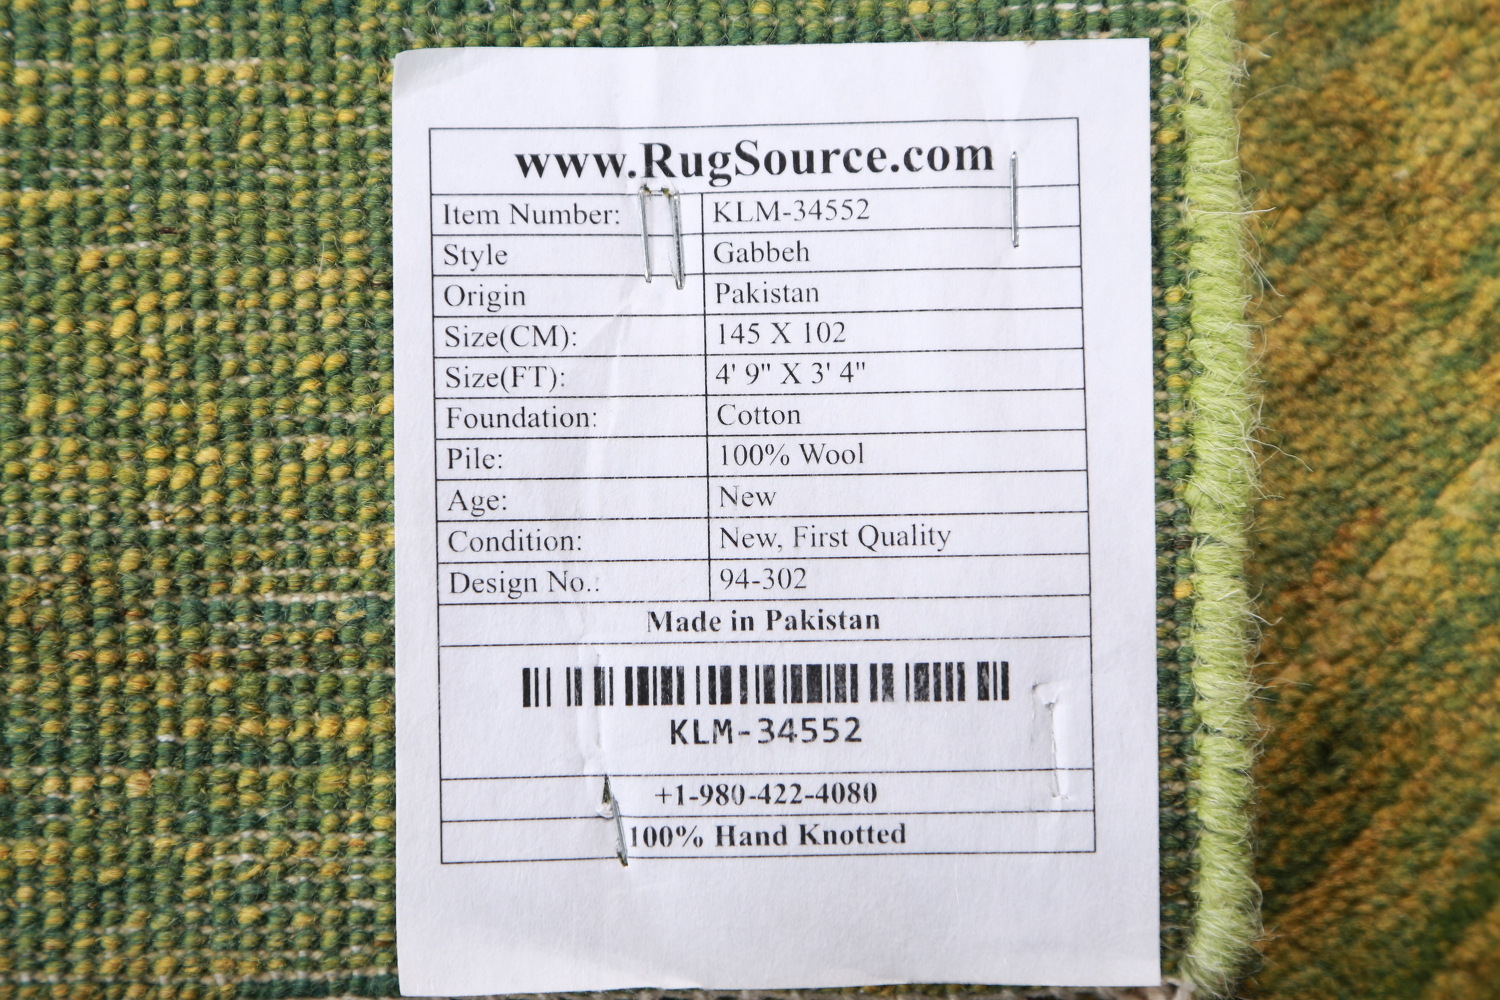 www.RugSource.com
Item Number: KLM-34552
Style Gabbeh
Origin Pakistan
Size(CM): 145 X 102
Size(FT): 4' 9" X 3' 4"
Foundation: Cotton
Pile: 100% Wool
Age: New
Condition: New, First Quality
Design No.: 94-302
Made in Pakistan
KLM-34552
+1-980-422-4080
100% Hand Knotted